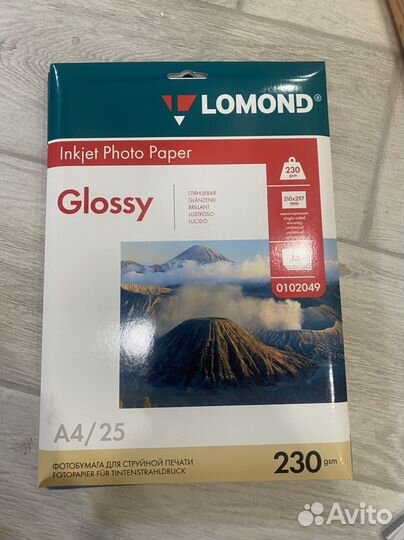 LOMOND®
Inkjet Photo Paper
Glossy
ГЛЯНЦЕВАЯ
GLÄNZEND
BRILLANT
LUSTROSO
LUCIDO
230
gsm
210x297
mm
0102049
A4/25
ФОТОБУМАГА ДЛЯ СТРУЙНОЙ ПЕЧАТИ
FOTOPAPIER FÜR TINTENSTRAHLDRUCK
230 gsm
Avito